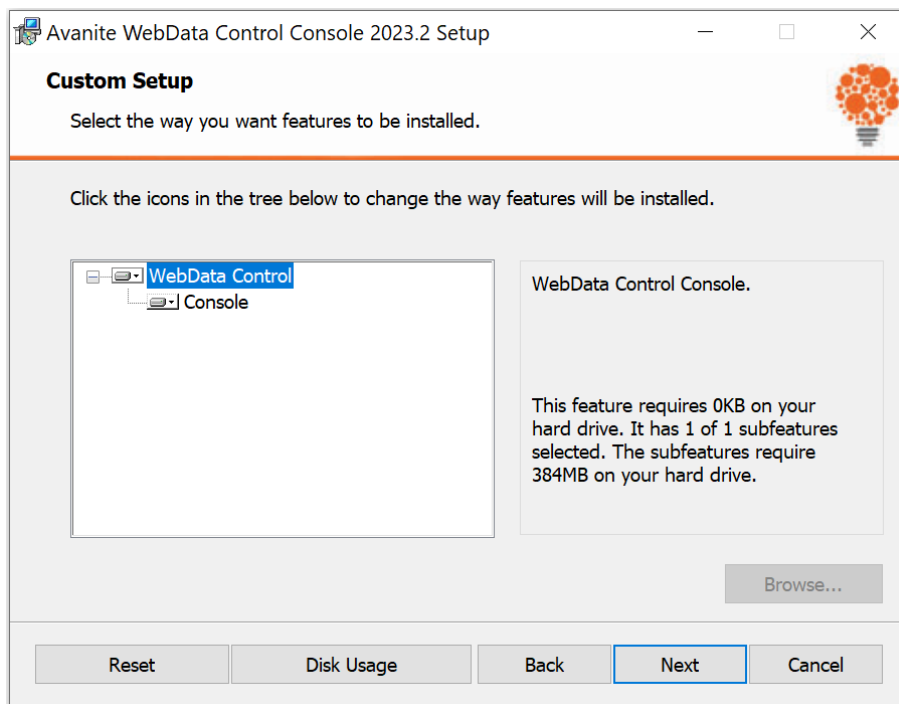 Avanite WebData Control Console 2023.2 Setup
Custom Setup
Select the way you want features to be installed.
Click the icons in the tree below to change the way features will be installed.
WebData Control
Console
WebData Control Console.
This feature requires 0KB on your
hard drive. It has 1 of 1 subfeatures
selected. The subfeatures require
384MB on your hard drive.
Browse...
Reset
Disk Usage
Back
Next
Cancel